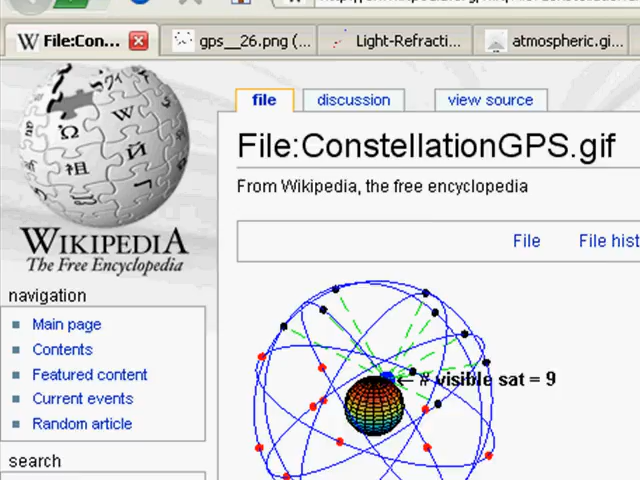 File:Con...
gps__26.png (...
Light-Refracti...
atmospheric.gi...
file
discussion
view source
File:ConstellationGPS.gif
From Wikipedia, the free encyclopedia
WIKIPEDIA
The Free Encyclopedia
File
File hist
navigation
Main page
Contents
Featured content
Current events
Random article
search
← # visible sat = 9